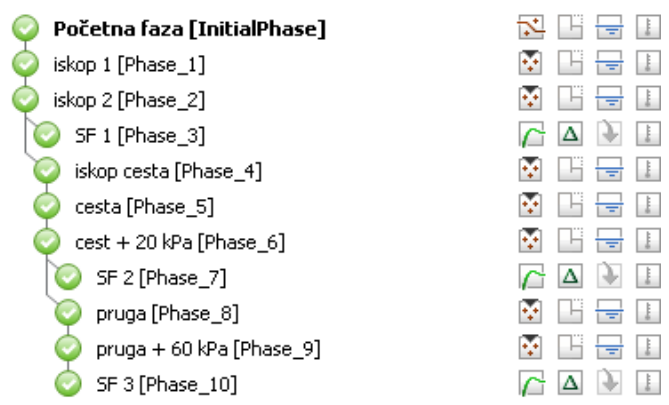 Početna faza [InitialPhase]
iskop 1 [Phase_1]
iskop 2 [Phase_2]
SF 1 [Phase_3]
iskop cesta [Phase_4]
cesta [Phase_5]
cest + 20 kPa [Phase_6]
SF 2 [Phase_7]
pruga [Phase_8]
pruga + 60 kPa [Phase_9]
SF 3 [Phase_10]